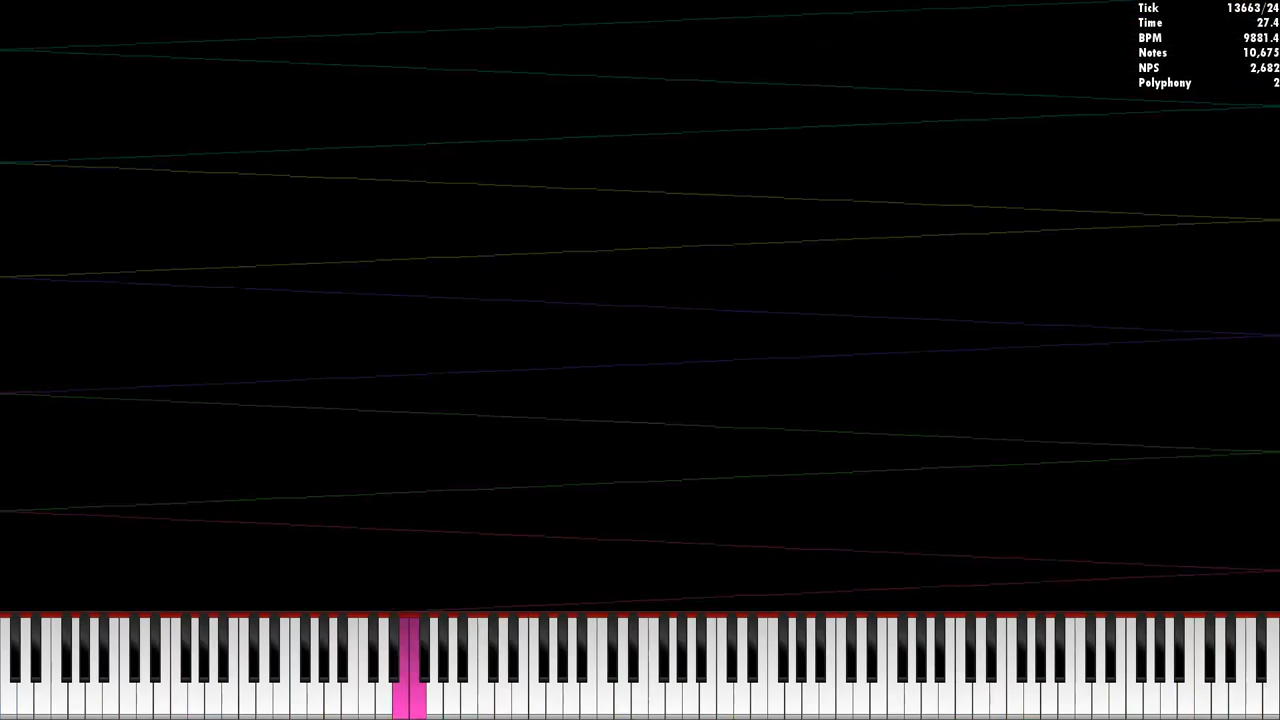 Tick 13663/24
Time 27.4
BPM 9881.4
Notes 10,675
NPS 2,682
Polyphony 2